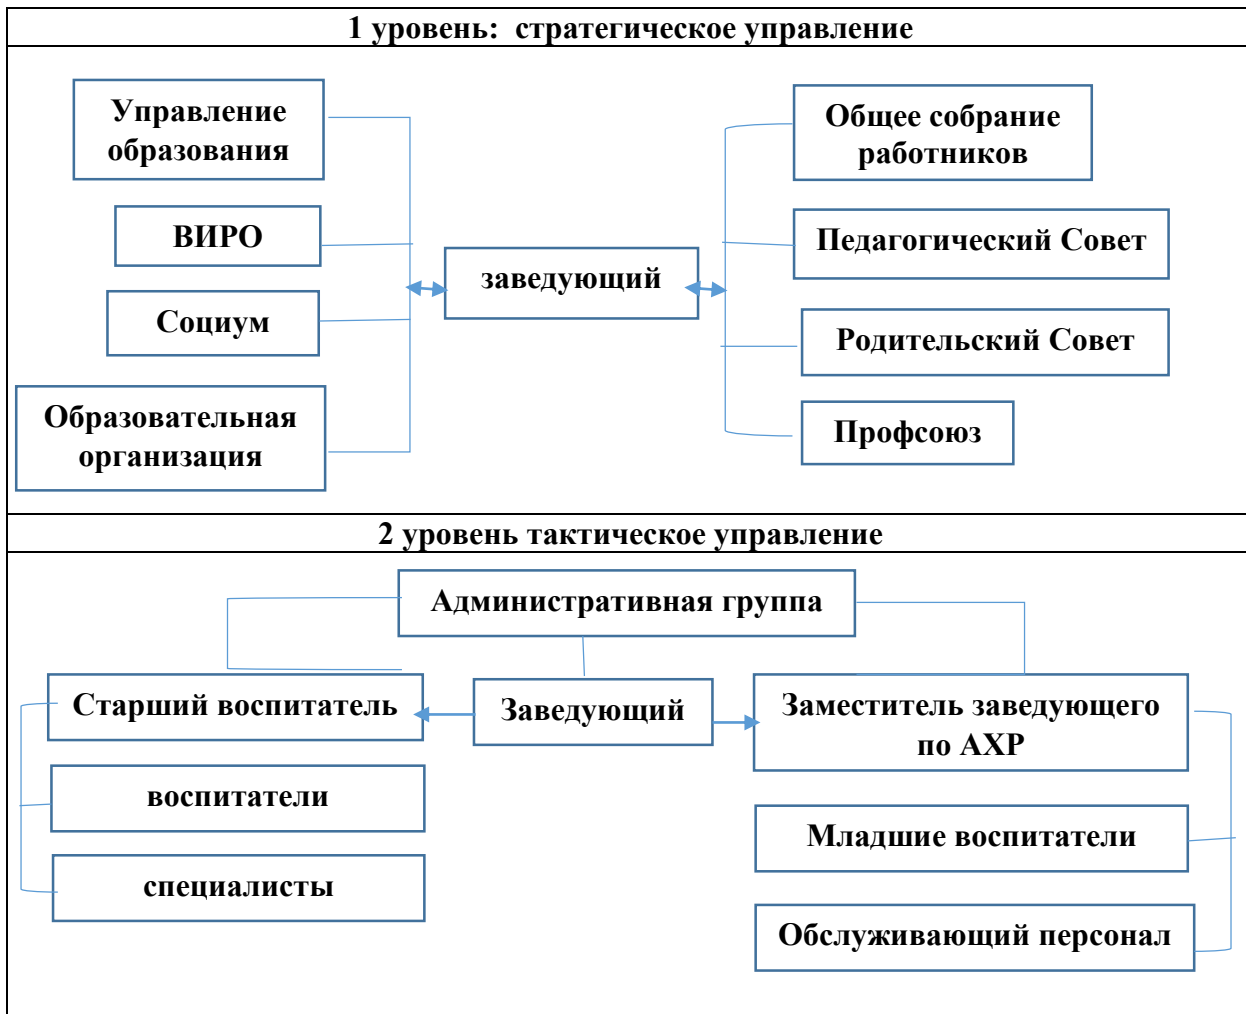 1 уровень: стратегическое управление
Управление
образования
ВИРО
Социум
Образовательная
организация
заведующий
Общее собрание
работников
Педагогический Совет
Родительский Совет
Профсоюз
2 уровень тактическое управление
Административная группа
Старший воспитатель
воспитатели
специалисты
Заведующий
Заместитель заведующего
по АХР
Младшие воспитатели
Обслуживающий персонал